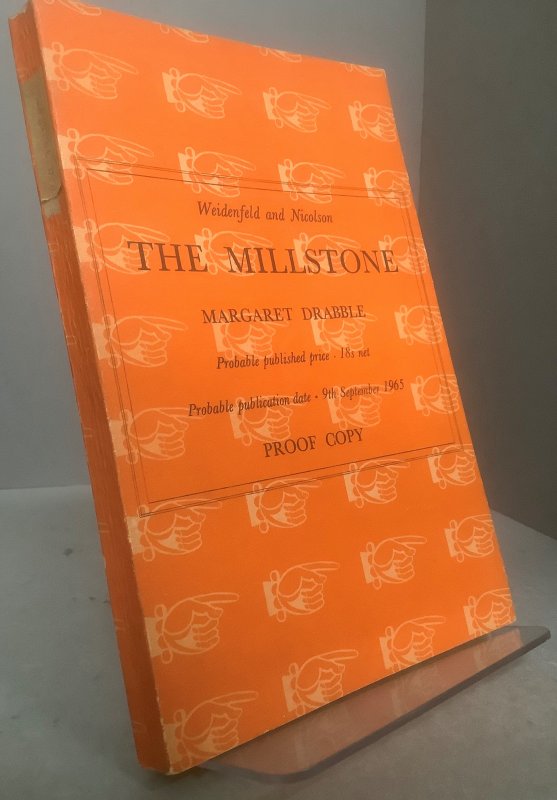 Weidenfeld and Nicolson
THE MILLSTONE
MARGARET DRABBLE
Probable published price - 18s net
Probable publication date - 9th September 1965
PROOF COPY